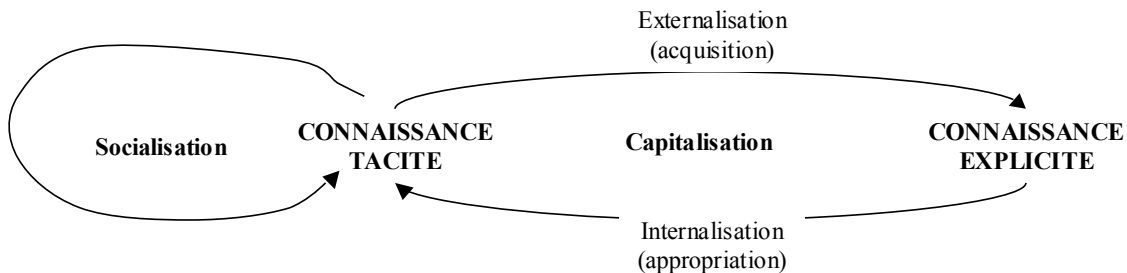 Externalisation
(acquisition)
Socialisation
CONNAISSANCE
TACITE
Capitalisation
CONNAISSANCE
EXPLICITE
Internalisation
(appropriation)